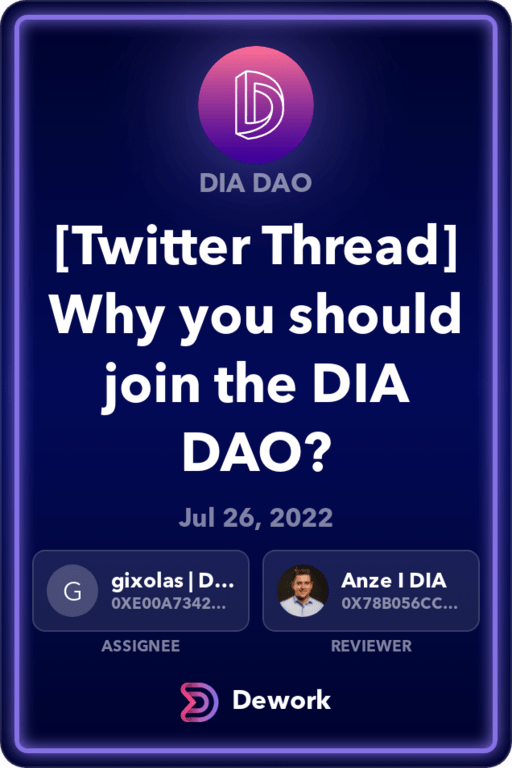 DIA DAO
[Twitter Thread]
Why you should
join the DIA
DAO?
Jul 26, 2022
G
gixolas | D...
0XE00A7342...
Anze I DIA
0X78B056CC...
ASSIGNEE
REVIEWER
Dework